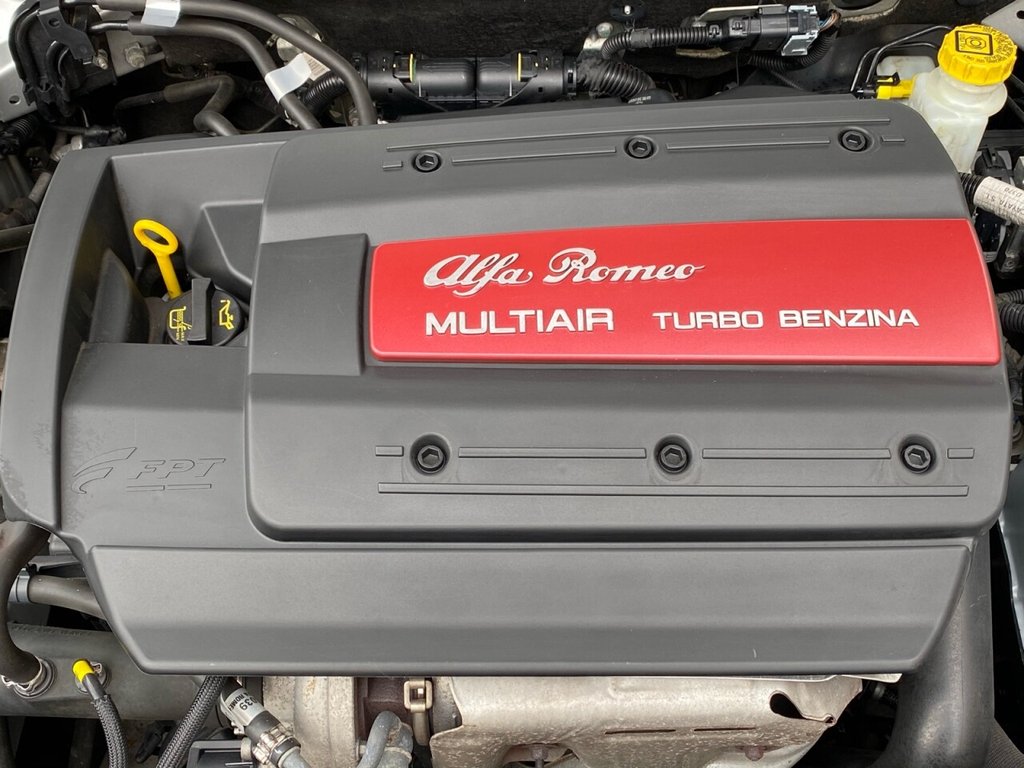 Alfa Romeo
MULTIAIR TURBO BENZINA
FPT